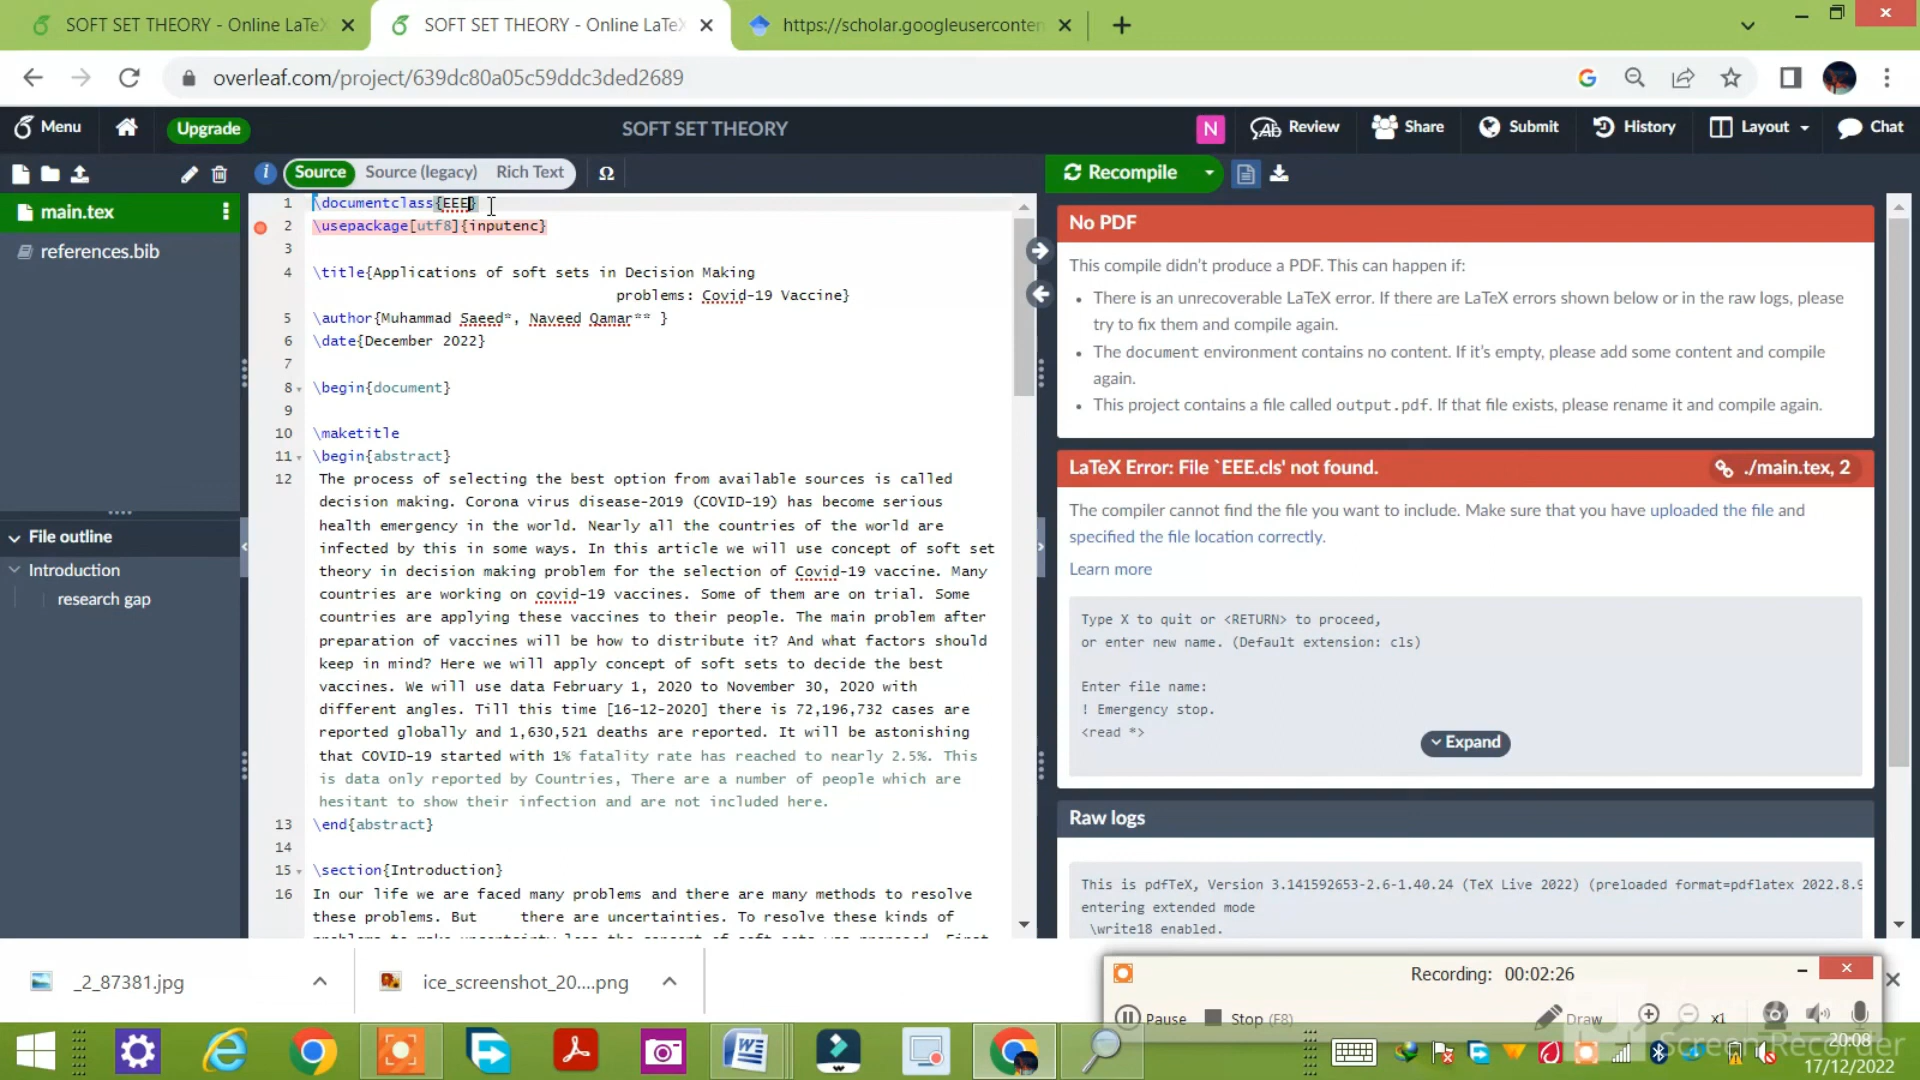 SOFT SET THEORY - Online LaTe
SOFT SET THEORY - Online LaTeX
https://scholar.googleuserconten
overleaf.com/project/639dc80a05c59ddc3ded2689
Menu
Upgrade
SOFT SET THEORY
N
Review
Share
Submit
History
Layout
Chat
Source
Source (legacy)
Rich Text
Ω
Recompile
main.tex
references.bib
File outline
Introduction
research gap
1 \documentclass{EEE}
2 \usepackage[utf8]{inputenc}
3
4 \title{Applications of soft sets in Decision Making
problems: Covid-19 Vaccine}
5 \author{Muhammad Saeed*, Naveed Qamar** }
6 \date{December 2022}
7
8 \begin{document}
9
10 \maketitle
11 \begin{abstract}
12 The process of selecting the best option from available sources is called
decision making. Corona virus disease-2019 (COVID-19) has become serious
health emergency in the world. Nearly all the countries of the world are
infected by this in some ways. In this article we will use concept of soft set
theory in decision making problem for the selection of Covid-19 vaccine. Many
countries are working on covid-19 vaccines. Some of them are on trial. Some
countries are applying these vaccines to their people. The main problem after
preparation of vaccines will be how to distribute it? And what factors should
keep in mind? Here we will apply concept of soft sets to decide the best
vaccines. We will use data February 1, 2020 to November 30, 2020 with
different angles. Till this time [16-12-2020] there is 72,196,732 cases are
reported globally and 1,630,521 deaths are reported. It will be astonishing
that COVID-19 started with 1% fatality rate has reached to nearly 2.5%. This
is data only reported by Countries, There are a number of people which are
hesitant to show their infection and are not included here.
13 \end{abstract}
14
15 \section{Introduction}
16 In our life we are faced many problems and there are many methods to resolve
these problems. But there are uncertainties. To resolve these kinds of
No PDF
This compile didn't produce a PDF. This can happen if:
• There is an unrecoverable LaTeX error. If there are LaTeX errors shown below or in the raw logs, please
try to fix them and compile again.
• The document environment contains no content. If it's empty, please add some content and compile
again.
• This project contains a file called output.pdf. If that file exists, please rename it and compile again.
LaTeX Error: File `EEE.cls' not found.
./main.tex, 2
The compiler cannot find the file you want to include. Make sure that you have uploaded the file and
specified the file location correctly.
Learn more
Type X to quit or <RETURN> to proceed,
or enter new name. (Default extension: cls)
Enter file name:
! Emergency stop.
<read *>
Expand
Raw logs
This is pdfTeX, Version 3.141592653-2.6-1.40.24 (TeX Live 2022) (preloaded format=pdflatex 2022.8.9
entering extended mode
\write18 enabled.
_2_87381.jpg
ice_screenshot_20....png
Recording: 00:02:26
Pause
Stop (F8)
Draw
x1
Screen Recorder
20:08
17/12/2022